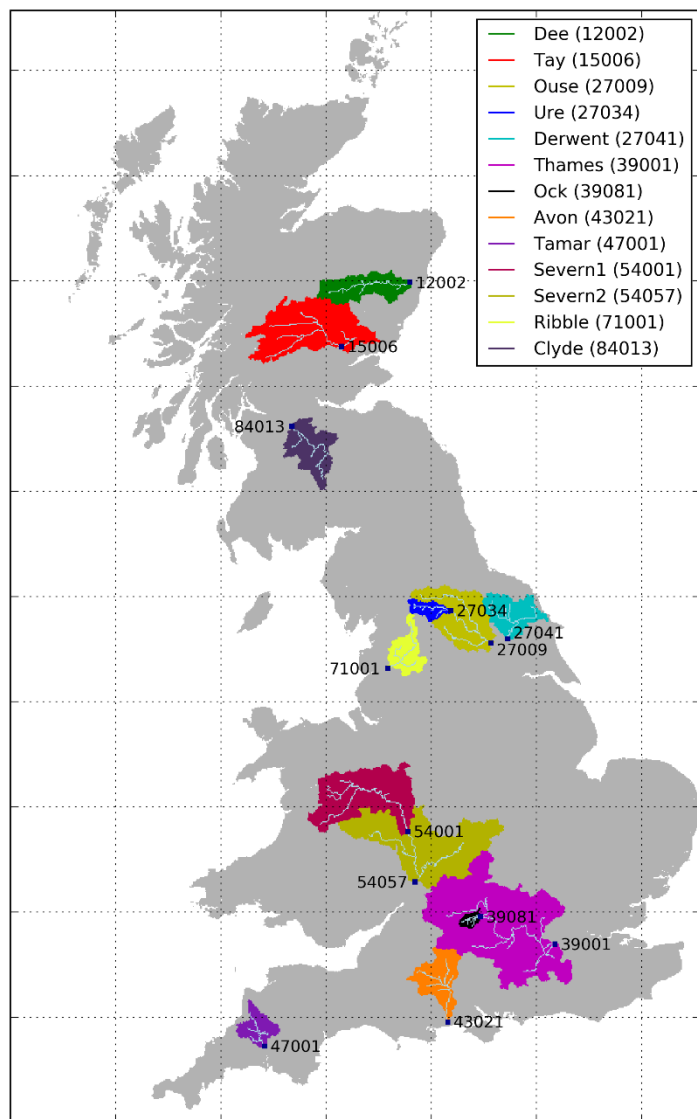 Dee (12002)
Tay (15006)
Ouse (27009)
Ure (27034)
Derwent (27041)
Thames (39001)
Ock (39081)
Avon (43021)
Tamar (47001)
Severn1 (54001)
Severn2 (54057)
Ribble (71001)
Clyde (84013)
12002
15006
84013
27034
27041
27009
71001
54001
54057
39081
39001
43021
47001